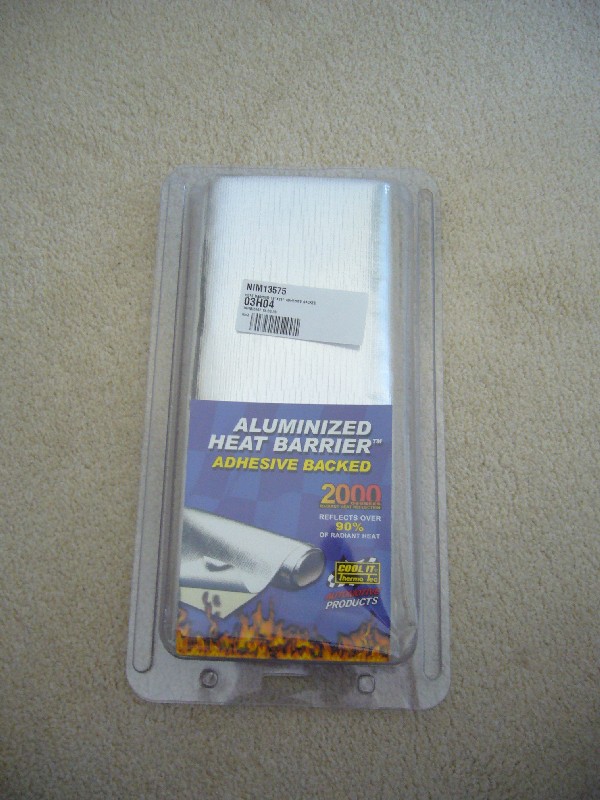 NIM13575
03H04
ALUMINIZED
HEAT BARRIER™
ADHESIVE BACKED
2000
REFLECTS OVER
90%
OF RADIANT HEAT
COOL IT
Thermo Tec
AUTOMOTIVE
PRODUCTS